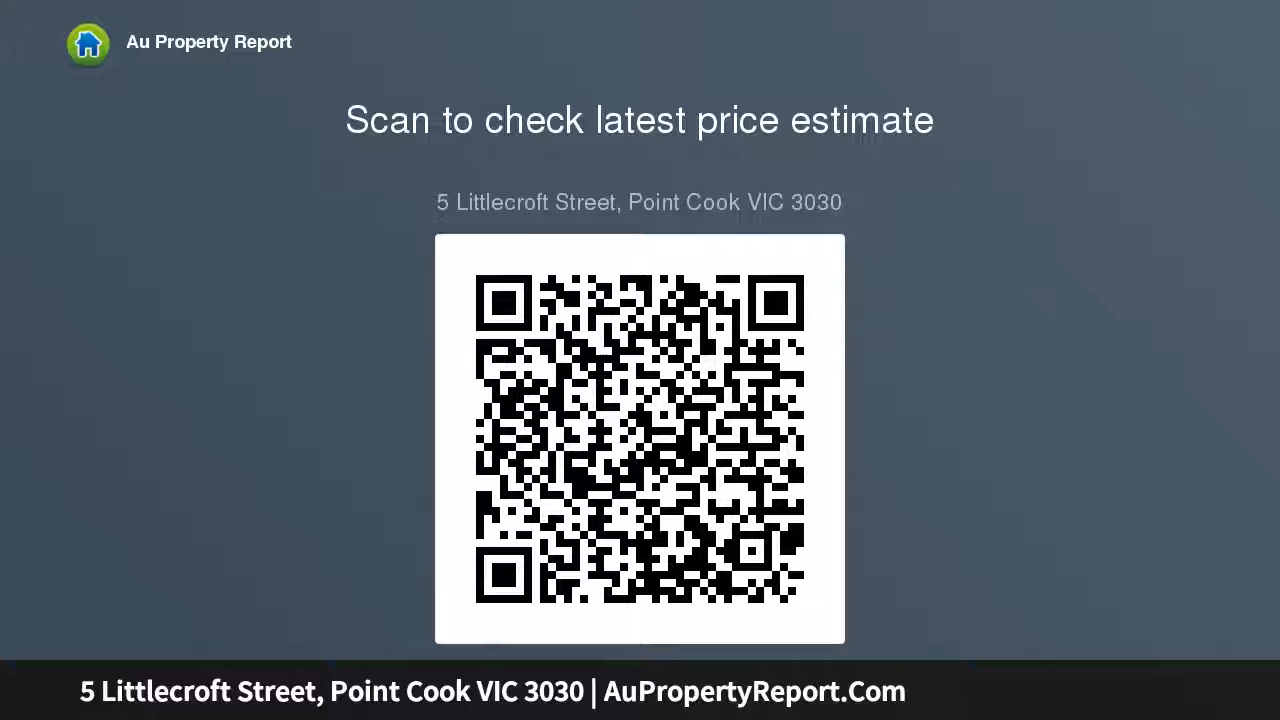 Au Property Report
Scan to check latest price estimate
5 Littlecroft Street, Point Cook VIC 3030
5 Littlecroft Street, Point Cook VIC 3030 | AuPropertyReport.Com